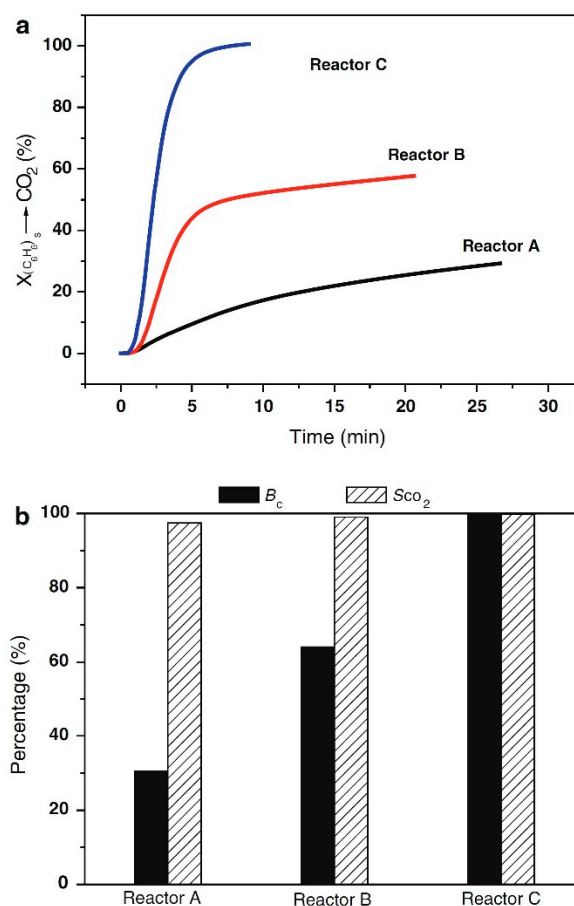 a
100
80
60
40
20
0
X(C6H6)s → CO2 (%)
Reactor C
Reactor B
Reactor A
0 5 10 15 20 25 30
Time (min)
Bc Sco2
b
100
80
60
40
20
0
Percentage (%)
Reactor A Reactor B Reactor C